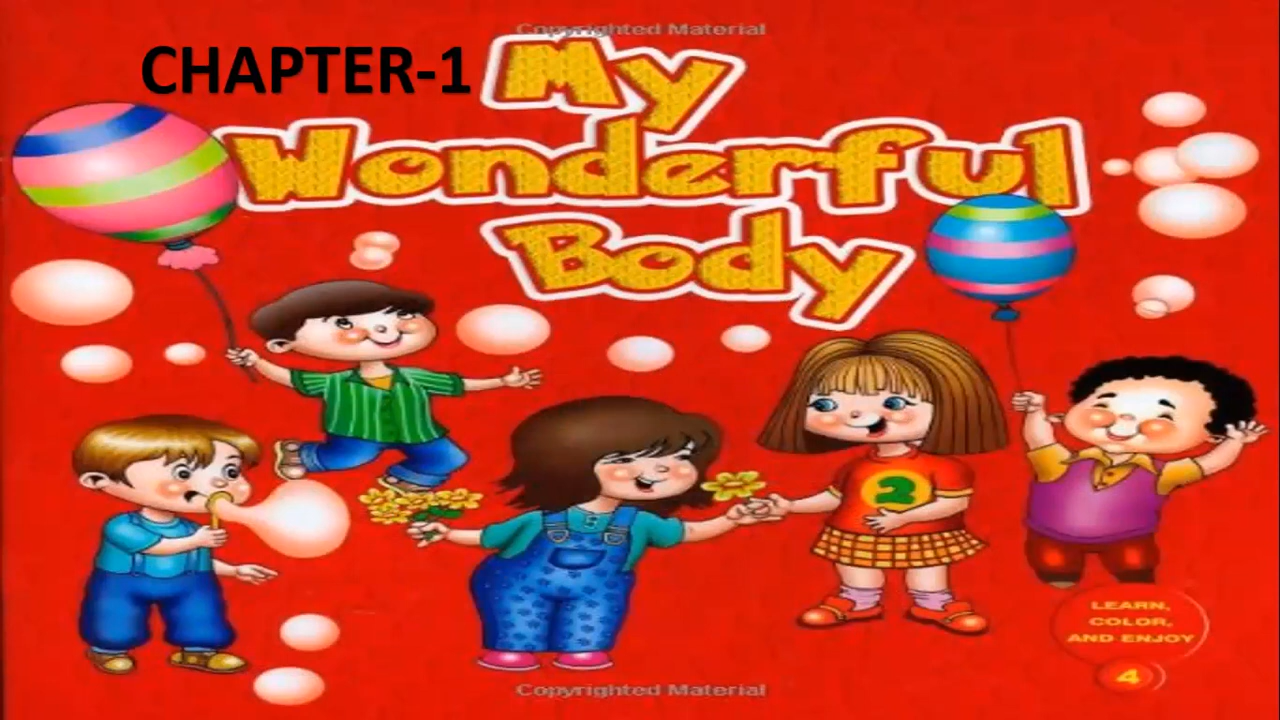 Copyrighted Material
CHAPTER-1
My
Wonderful
Body
2
LEARN,
COLOR,
AND ENJOY
4
Copyrighted Material